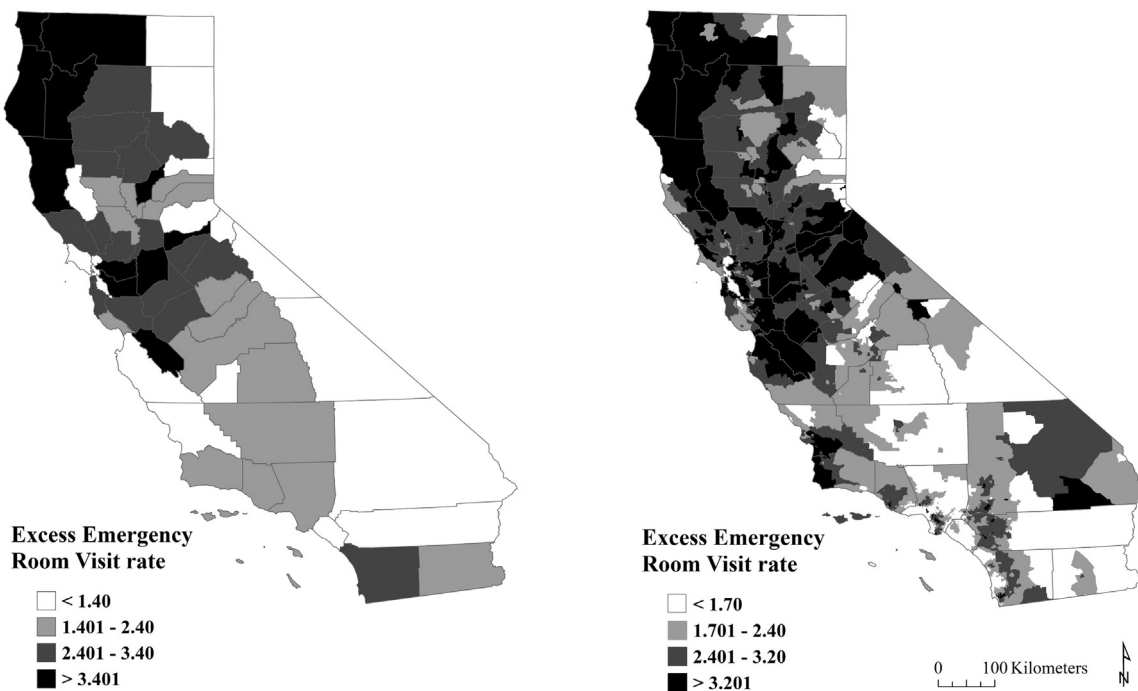 Excess Emergency
Room Visit rate
< 1.40
1.401 - 2.40
2.401 - 3.40
> 3.401
Excess Emergency
Room Visit rate
< 1.70
1.701 - 2.40
2.401 - 3.20
> 3.201
0 100 Kilometers
N